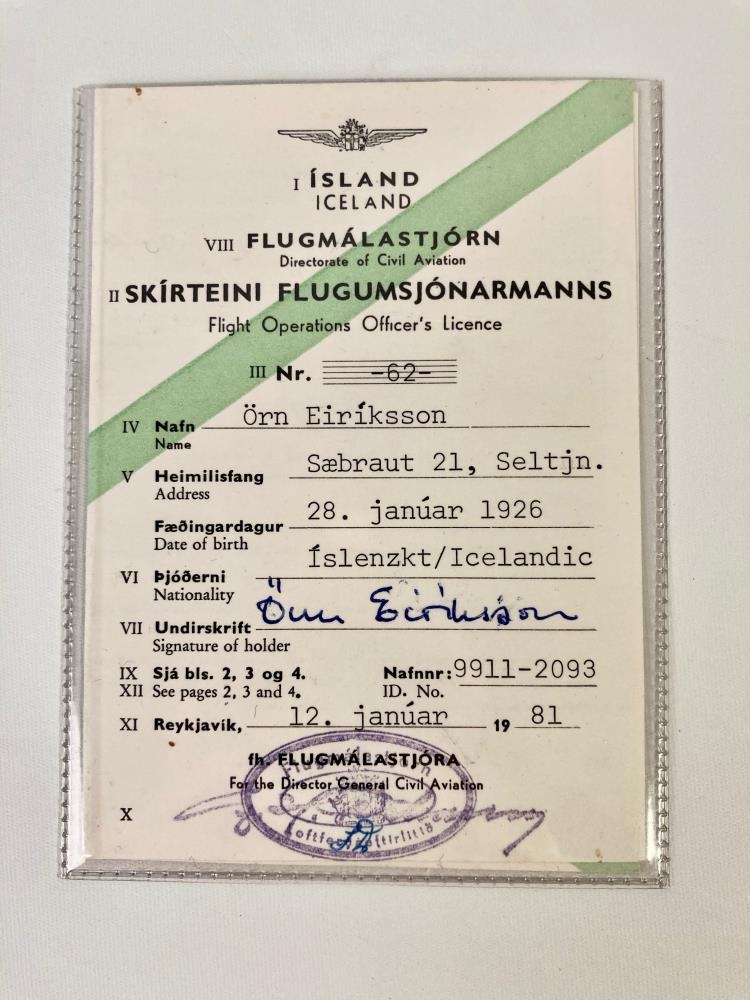 I ÍSLAND
ICELAND
VIII FLUGMÁLASTJÓRN
Directorate of Civil Aviation
II SKÍRTEINI FLUGUMSJÓNARMANNS
Flight Operations Officer's Licence
III Nr. -62-
IV Nafn Örn Eiríksson
Name
V Heimilisfang Sæbraut 21, Seltjn.
Address
Fæðingardagur 28. janúar 1926
Date of birth
VI Þjóðerni Íslenzkt/Icelandic
Nationality
VII Undirskrift Örn Eiríksson
Signature of holder
IX Sjá bls. 2, 3 og 4. Nafnnr: 9911-2093
XII See pages 2, 3 and 4. ID. No.
XI Reykjavík, 12. janúar 19 81
fh. FLUGMÁLASTJÓRA
For the Director General Civil Aviation
X
Flugmálastjórn
Loftferðaeftirlitið